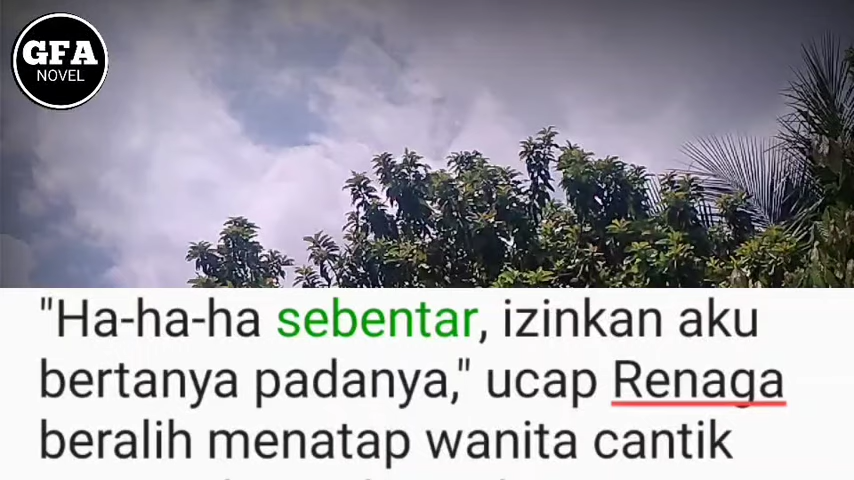 GFA
NOVEL
"Ha-ha-ha sebentar, izinkan aku
bertanya padanya," ucap Renaga
beralih menatap wanita cantik